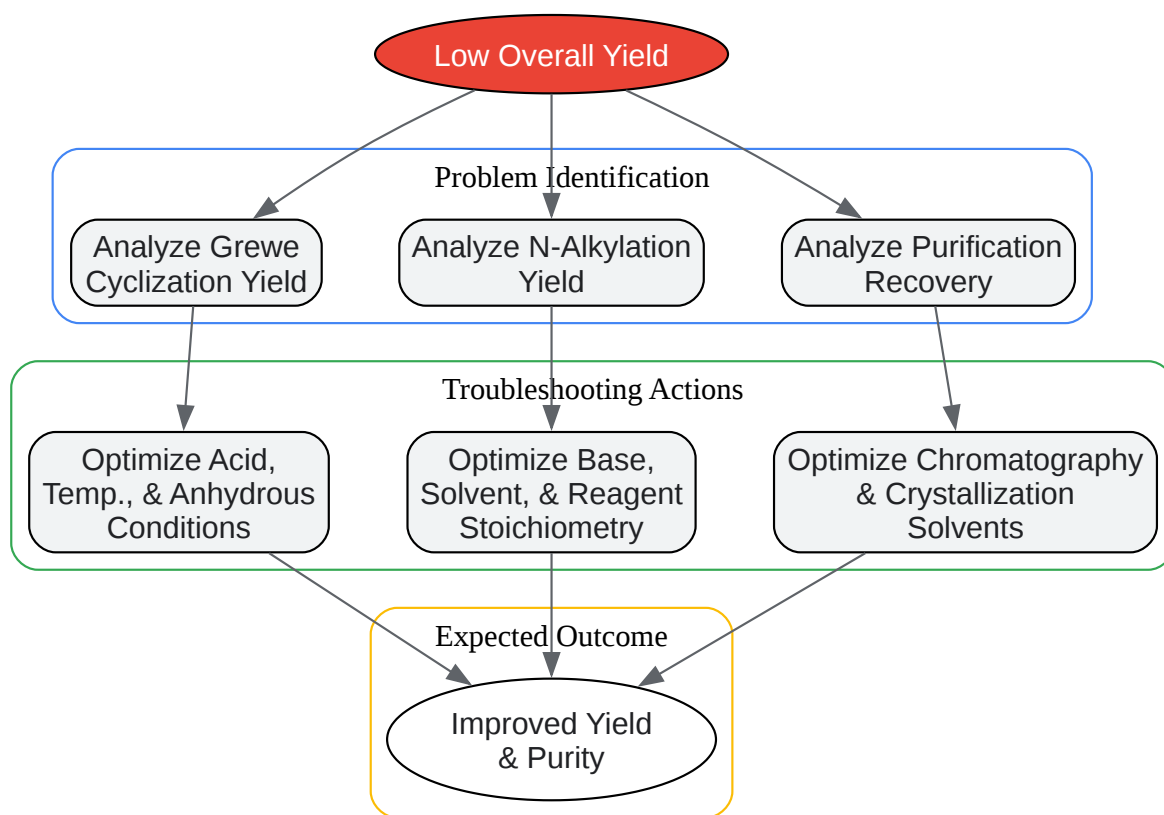 Low Overall Yield
Problem Identification
Analyze Grewe
Cyclization Yield
Analyze N-Alkylation
Yield
Analyze Purification
Recovery
Troubleshooting Actions
Optimize Acid,
Temp., & Anhydrous
Conditions
Optimize Base,
Solvent, & Reagent
Stoichiometry
Optimize Chromatography
& Crystallization
Solvents
Expected Outcome
Improved Yield
& Purity